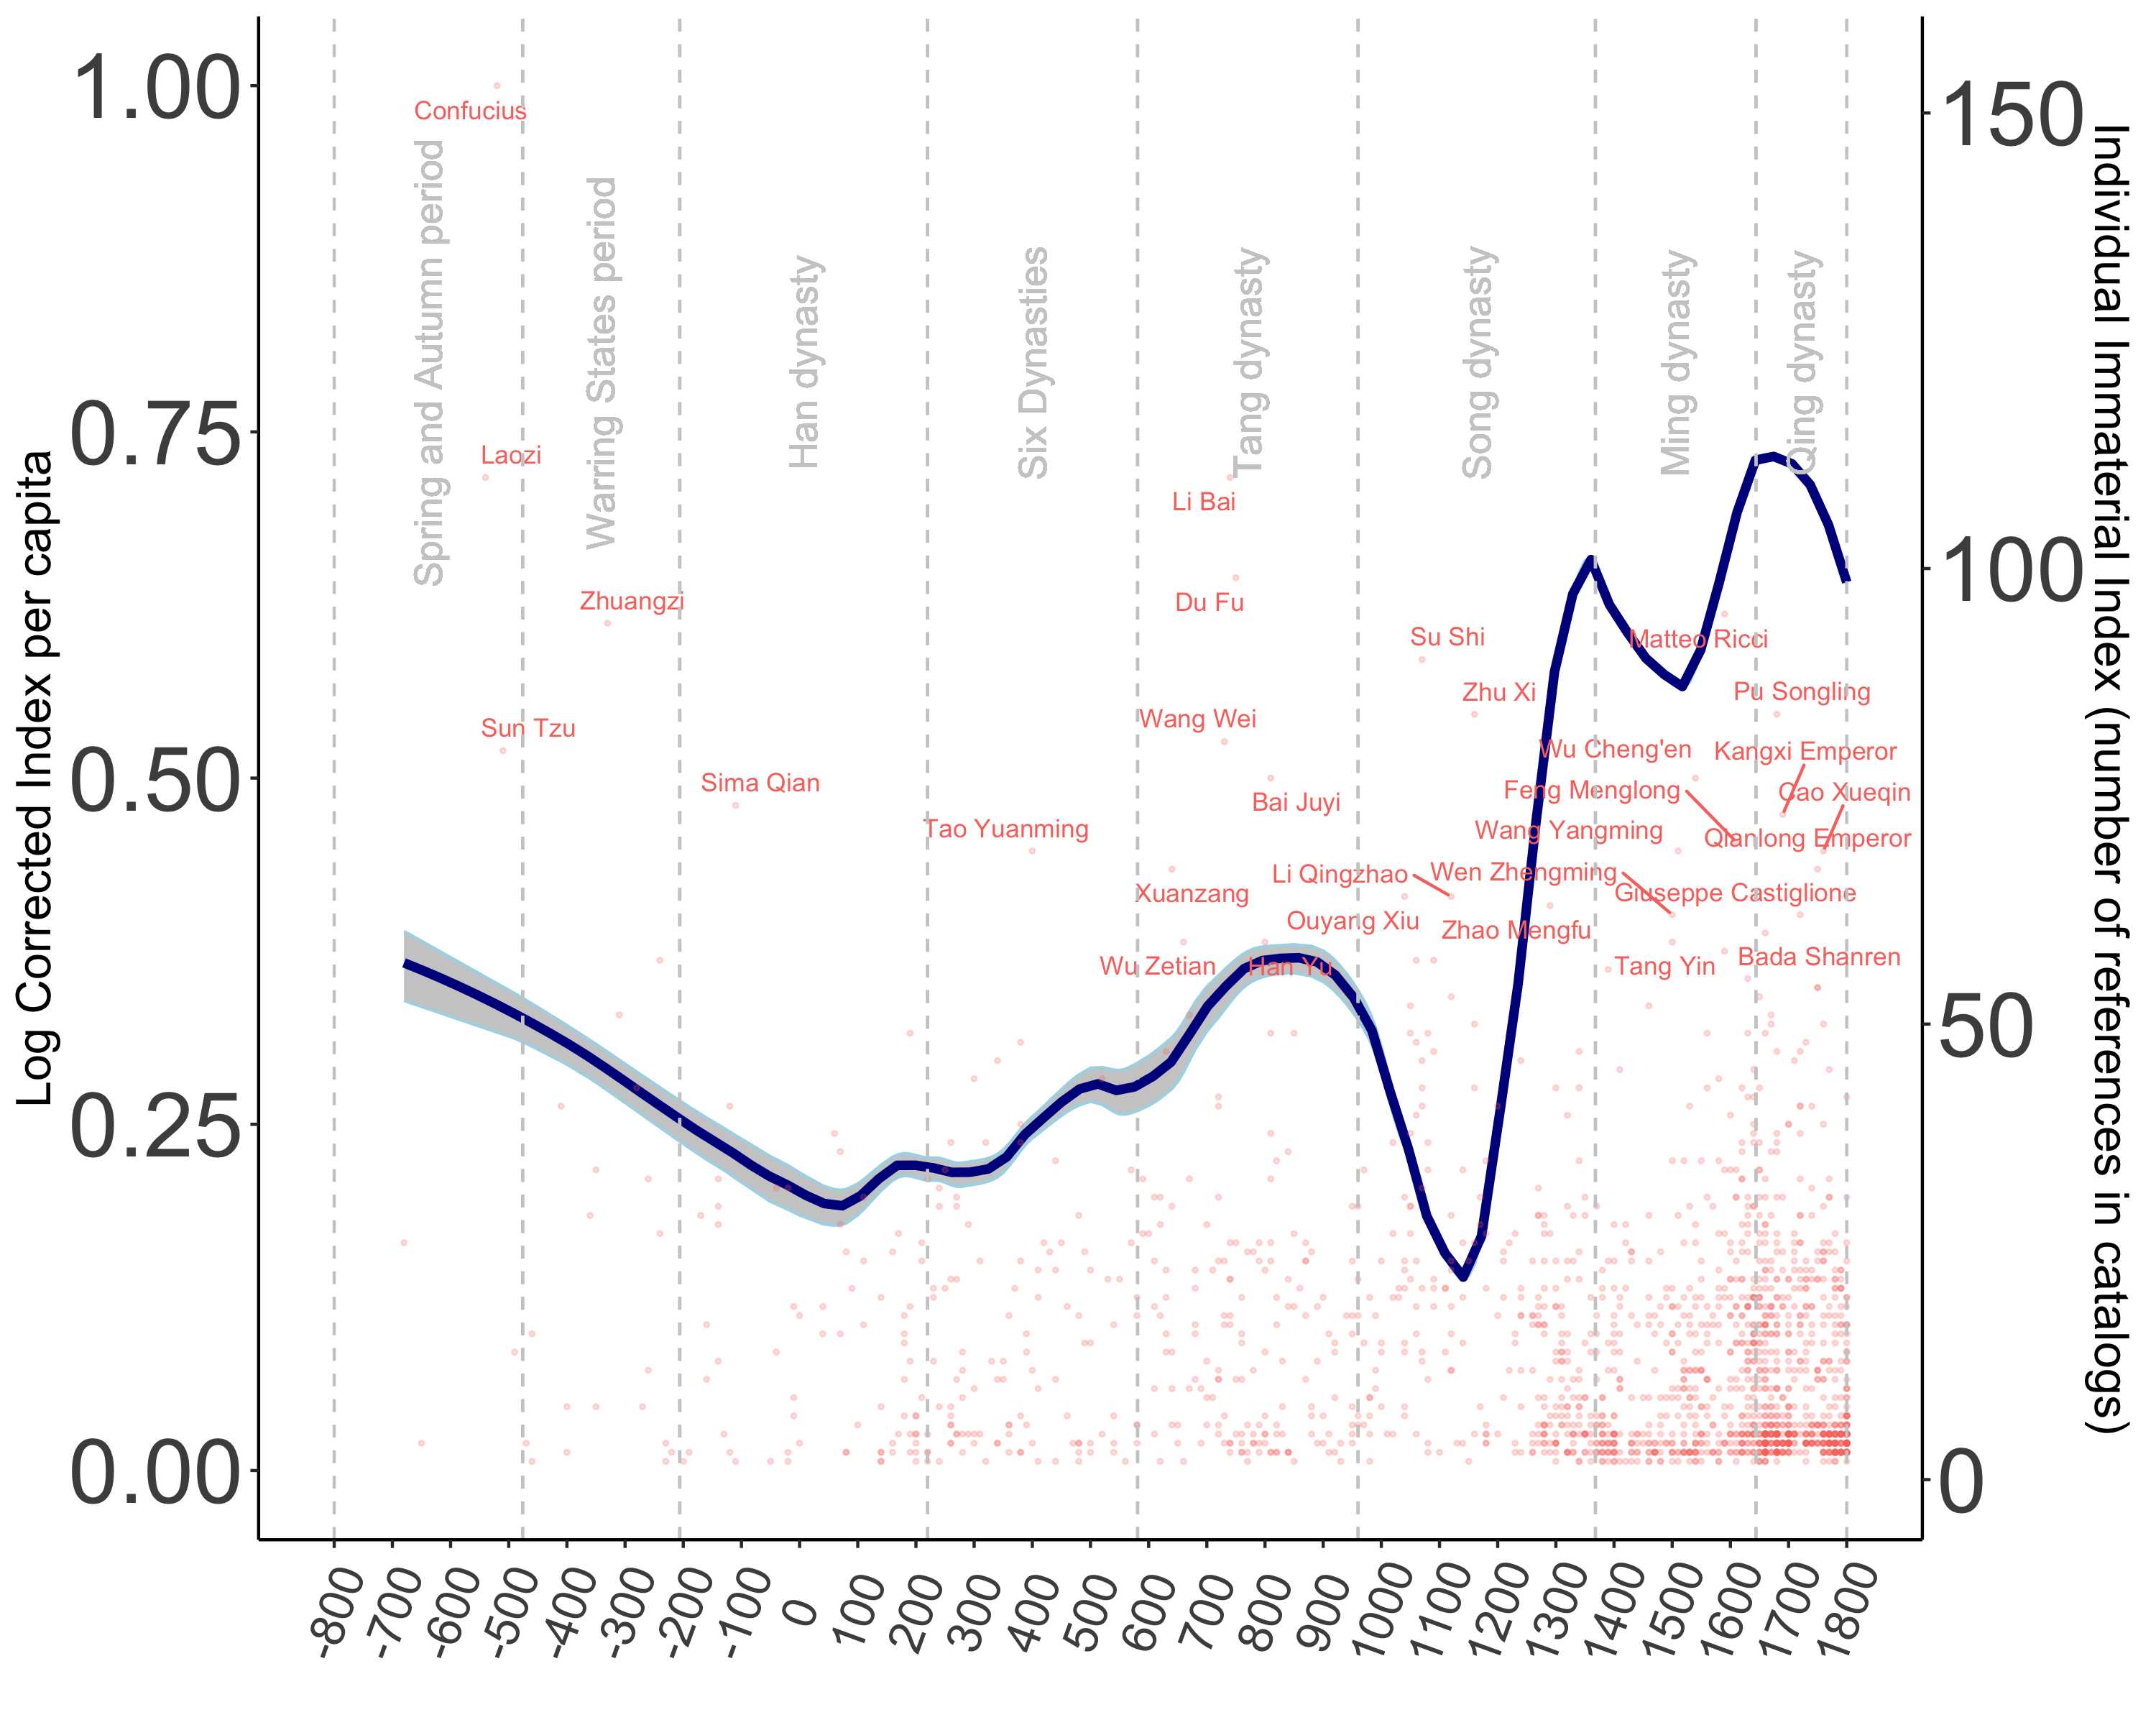 1.00
0.75
0.50
0.25
0.00
Log Corrected Index per capita
150
100
50
0
Individual Immaterial Index (number of references in catalogs)
Spring and Autumn period
Warring States period
Han dynasty
Six Dynasties
Tang dynasty
Song dynasty
Ming dynasty
Qing dynasty
Confucius
Laozi
Zhuangzi
Sun Tzu
Sima Qian
Tao Yuanming
Li Bai
Du Fu
Wang Wei
Bai Juyi
Xuanzang
Wu Zetian
Han Yu
Su Shi
Zhu Xi
Li Qingzhao
Ouyang Xiu
Zhao Mengfu
Matteo Ricci
Pu Songling
Wu Cheng'en
Kangxi Emperor
Feng Menglong
Cao Xueqin
Wang Yangming
Qianlong Emperor
Wen Zhengming
Giuseppe Castiglione
Tang Yin
Bada Shanren
-800
-700
-600
-500
-400
-300
-200
-100
0
100
200
300
400
500
600
700
800
900
1000
1100
1200
1300
1400
1500
1600
1700
1800